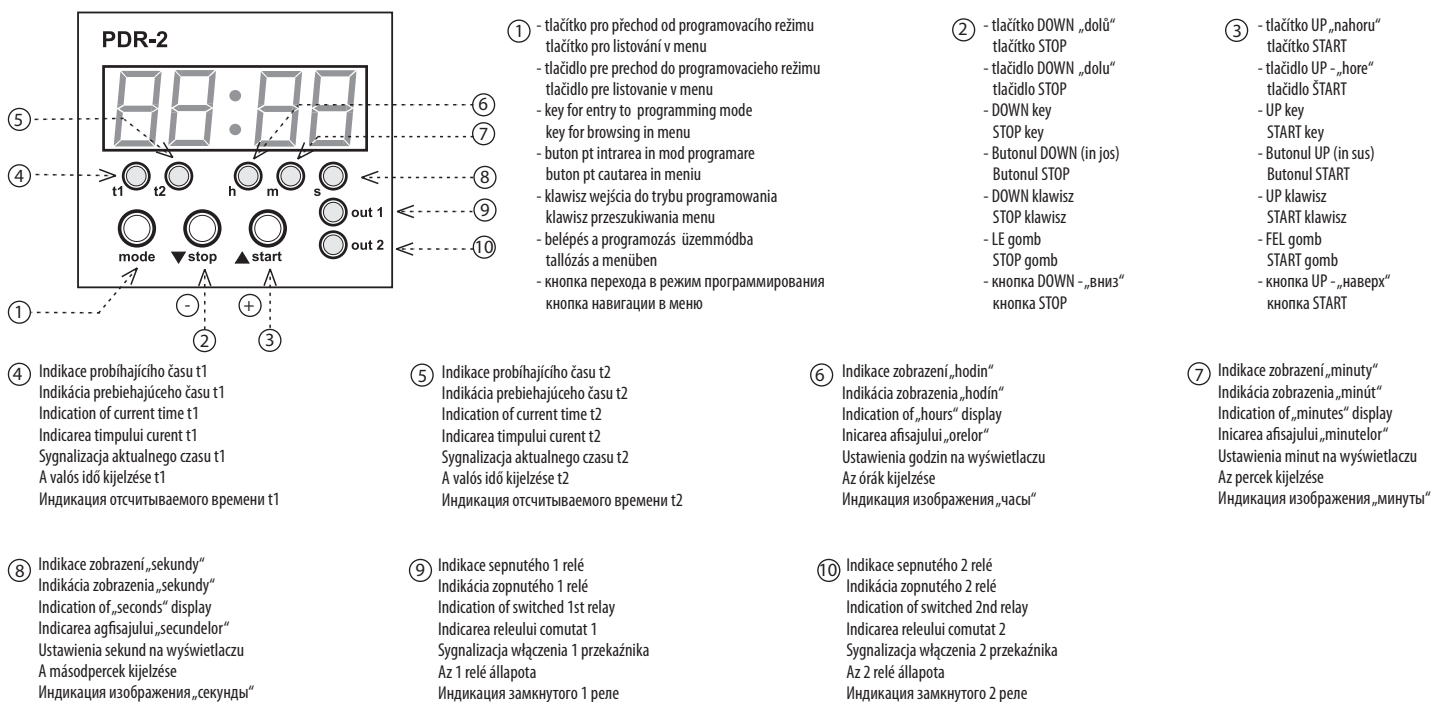 PDR-2
88:88
t1 t2 h m s
out 1
out 2
mode ▼stop ▲start
- +
5
4
1
2
3
6
7
8
9
10
1 - tlačítko pro přechod od programovacího režimu
tlačítko pro listování v menu
- tlačidlo pre prechod do programovacieho režimu
tlačidlo pre listovanie v menu
- key for entry to programming mode
key for browsing in menu
- buton pt intrarea in mod programare
buton pt cautarea in meniu
- klawisz wejścia do trybu programowania
klawisz przeszukiwania menu
- belépés a programozás üzemmódba
tallózás a menüben
- кнопка перехода в режим программирования
кнопка навигации в меню
2 - tlačítko DOWN „dolů“
tlačítko STOP
- tlačidlo DOWN „dolu“
tlačidlo STOP
- DOWN key
STOP key
- Butonul DOWN (in jos)
Butonul STOP
- DOWN klawisz
STOP klawisz
- LE gomb
STOP gomb
- кнопка DOWN - „вниз“
кнопка STOP
3 - tlačítko UP „nahoru“
tlačítko START
- tlačidlo UP - „hore“
tlačidlo ŠTART
- UP key
START key
- Butonul UP (in sus)
Butonul START
- UP klawisz
START klawisz
- FEL gomb
START gomb
- кнопка UP - „наверх“
кнопка START
4 Indikace probíhajícího času t1
Indikácia prebiehajúceho času t1
Indication of current time t1
Indicarea timpului curent t1
Sygnalizacja aktualnego czasu t1
A valós idő kijelzése t1
Индикация отсчитываемого времени t1
5 Indikace probíhajícího času t2
Indikácia prebiehajúceho času t2
Indication of current time t2
Indicarea timpului curent t2
Sygnalizacja aktualnego czasu t2
A valós idő kijelzése t2
Индикация отсчитываемого времени t2
6 Indikace zobrazení „hodin“
Indikácia zobrazenia „hodín“
Indication of „hours“ display
Inicarea afisajului „orelor“
Ustawienia godzin na wyświetlaczu
Az órák kijelzése
Индикация изображения „часы“
7 Indikace zobrazení „minuty“
Indikácia zobrazenia „minút“
Indication of „minutes“ display
Inicarea afisajului „minutelor“
Ustawienia minut na wyświetlaczu
Az percek kijelzése
Индикация изображения „минуты“
8 Indikace zobrazení „sekundy“
Indikácia zobrazenia „sekundy“
Indication of „seconds“ display
Indicarea agfisajului „secundelor“
Ustawienia sekund na wyświetlaczu
A másodpercek kijelzése
Индикация изображения „секунды“
9 Indikace sepnutého 1 relé
Indikácia zopnutého 1 relé
Indication of switched 1st relay
Indicarea releului comutat 1
Sygnalizacja włączenia 1 przekaźnika
Az 1 relé állapota
Индикация замкнутого 1 реле
10 Indikace sepnutého 2 relé
Indikácia zopnutého 2 relé
Indication of switched 2nd relay
Indicarea releului comutat 2
Sygnalizacja włączenia 2 przekaźnika
Az 2 relé állapota
Индикация замкнутого 2 реле